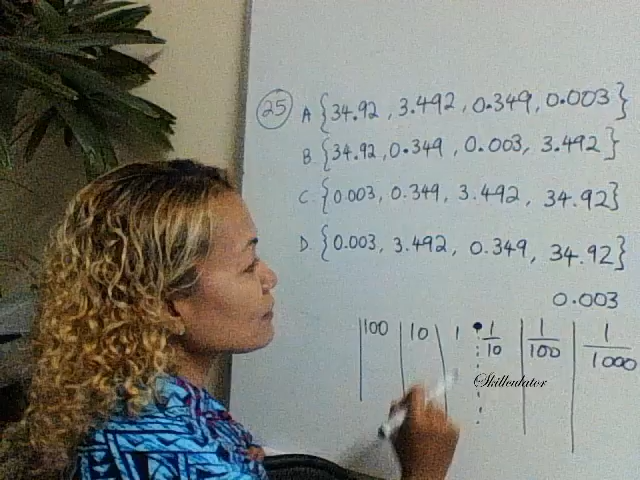 25 A {34.92, 3.492, 0.349, 0.003}
B. {34.92, 0.349, 0.003, 3.492}
C. {0.003, 0.349, 3.492, 34.92}
D. {0.003, 3.492, 0.349, 34.92}
0.003
100 | 10 | 1 . 1/10 | 1/100 | 1/1000
Skillculator